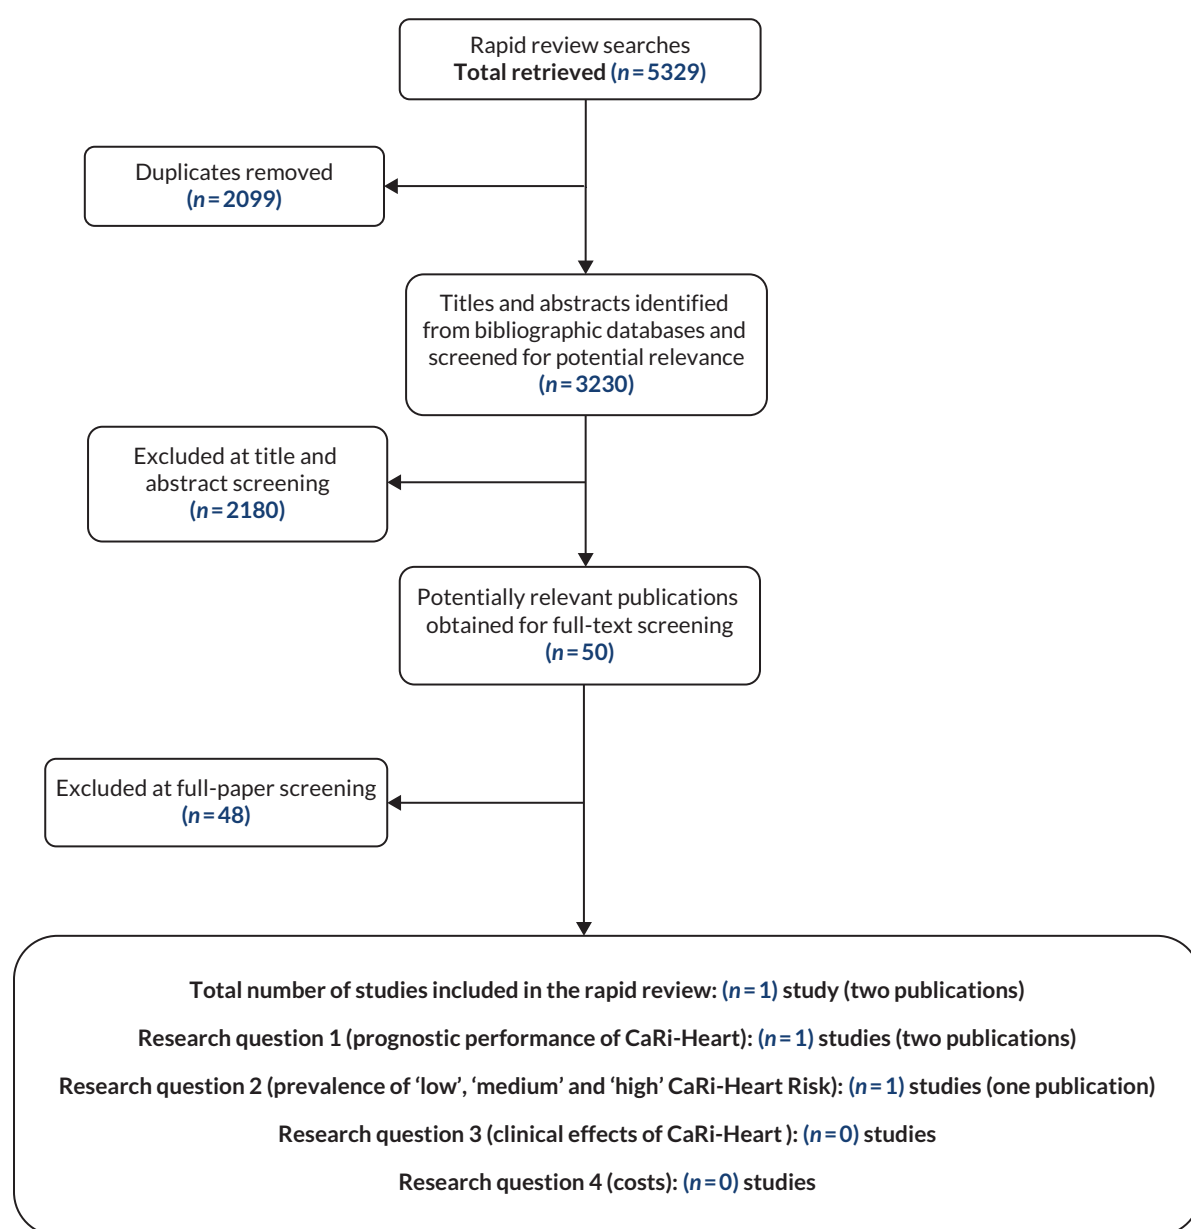 Rapid review searches
Total retrieved (n=5329)
Duplicates removed
(n=2099)
Titles and abstracts identified
from bibliographic databases and
screened for potential relevance
(n=3230)
Excluded at title and
abstract screening
(n=2180)
Potentially relevant publications
obtained for full-text screening
(n=50)
Excluded at full-paper screening
(n=48)
Total number of studies included in the rapid review: (n=1) study (two publications)
Research question 1 (prognostic performance of CaRi-Heart): (n=1) studies (two publications)
Research question 2 (prevalence of ‘low’, ‘medium’ and ‘high’ CaRi-Heart Risk): (n=1) studies (one publication)
Research question 3 (clinical effects of CaRi-Heart): (n=0) studies
Research question 4 (costs): (n=0) studies